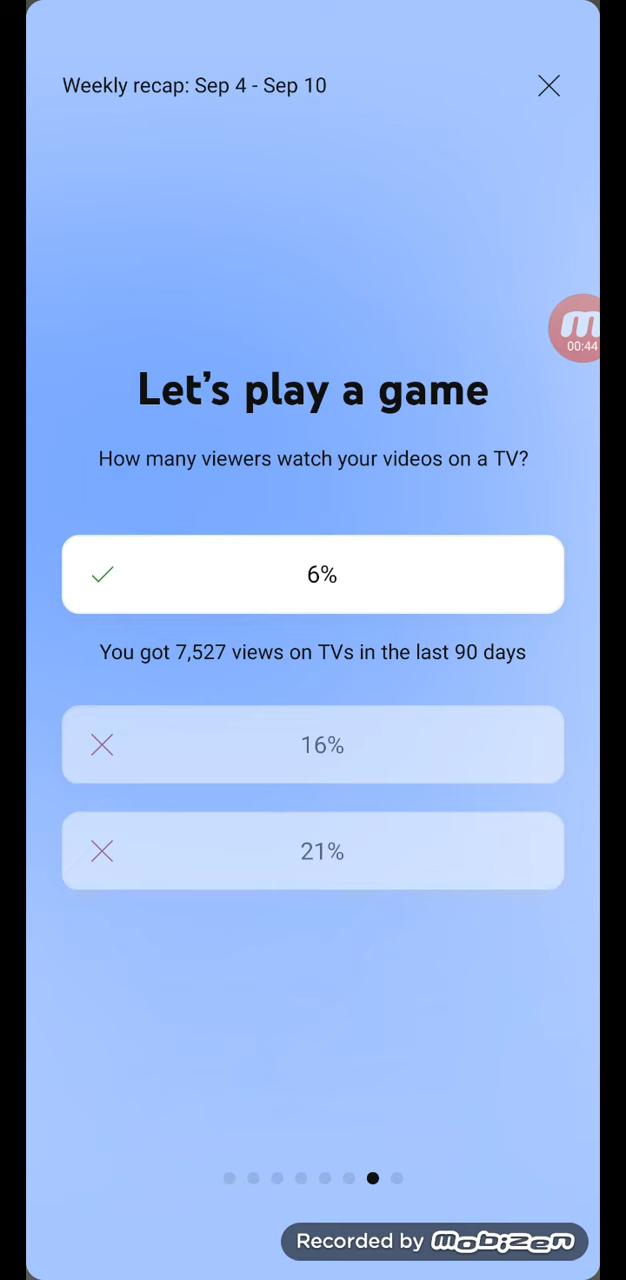 Weekly recap: Sep 4 - Sep 10
m
00:44
Let's play a game
How many viewers watch your videos on a TV?
6%
You got 7,527 views on TVs in the last 90 days
16%
21%
Recorded by mobizen